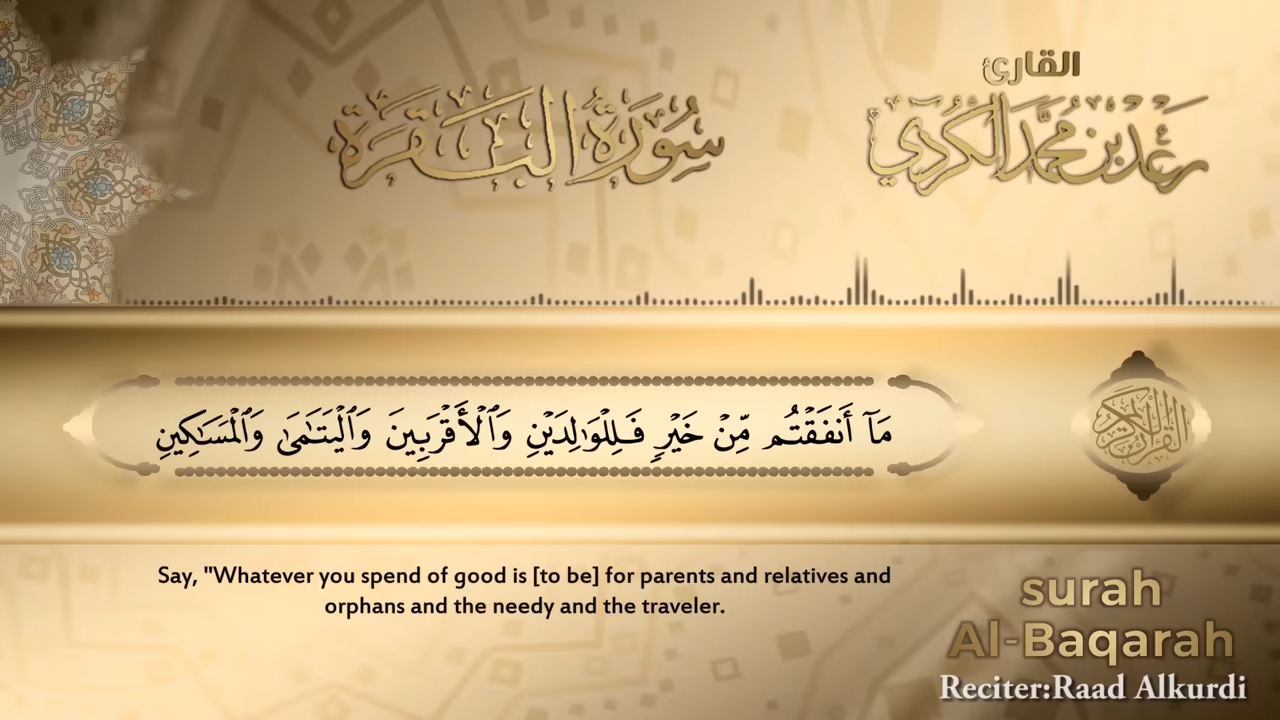 القارئ
رعد بن محمد الكردي
سُورَةُ البَقَرَة
مَآ أَنفَقْتُم مِّنْ خَيْرٍ فَلِلْوَٰلِدَيْنِ وَٱلْأَقْرَبِينَ وَٱلْيَتَٰمَىٰ وَٱلْمَسَٰكِينِ
القرآن الكريم
Say, "Whatever you spend of good is [to be] for parents and relatives and
orphans and the needy and the traveler.
surah
Al-Baqarah
Reciter:Raad Alkurdi